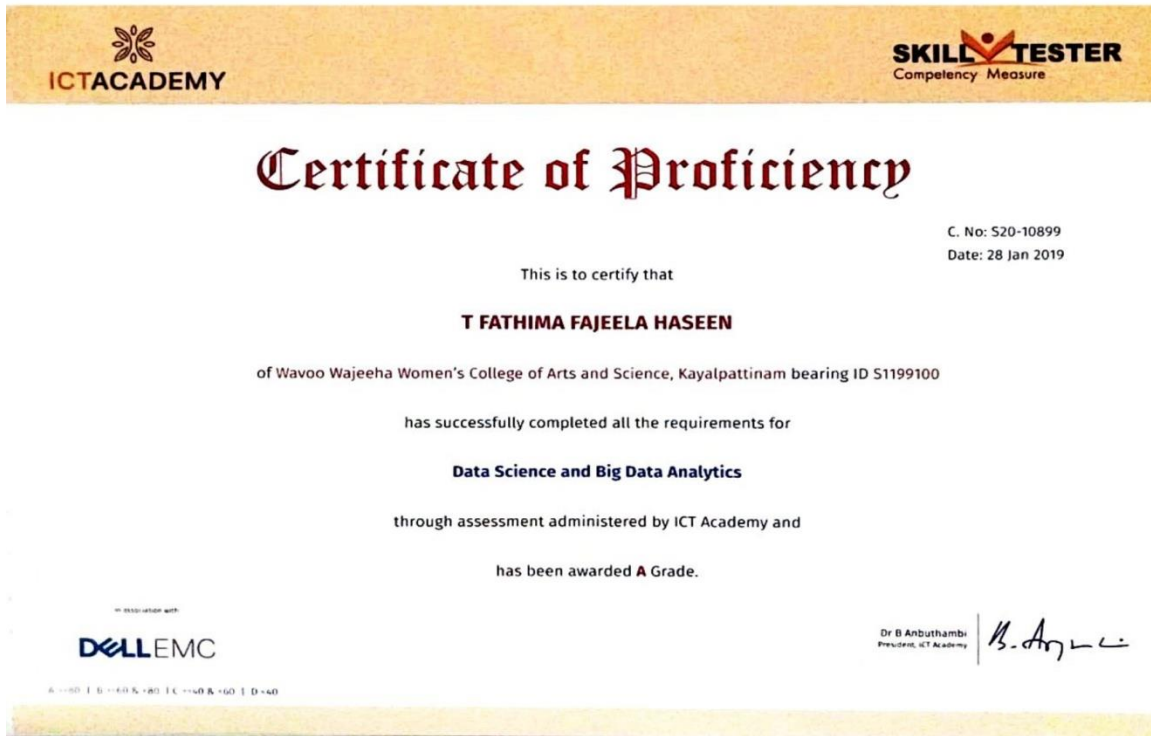 ICTACADEMY
SKILL TESTER
Competency Measure
Certificate of Proficiency
C. No: S20-10899
Date: 28 Jan 2019
This is to certify that
T FATHIMA FAJEELA HASEEN
of Wavoo Wajeeha Women's College of Arts and Science, Kayalpattinam bearing ID S1199100
has successfully completed all the requirements for
Data Science and Big Data Analytics
through assessment administered by ICT Academy and
has been awarded A Grade.
in association with
DELLEMC
Dr B Anbuthambi
President, ICT Academy